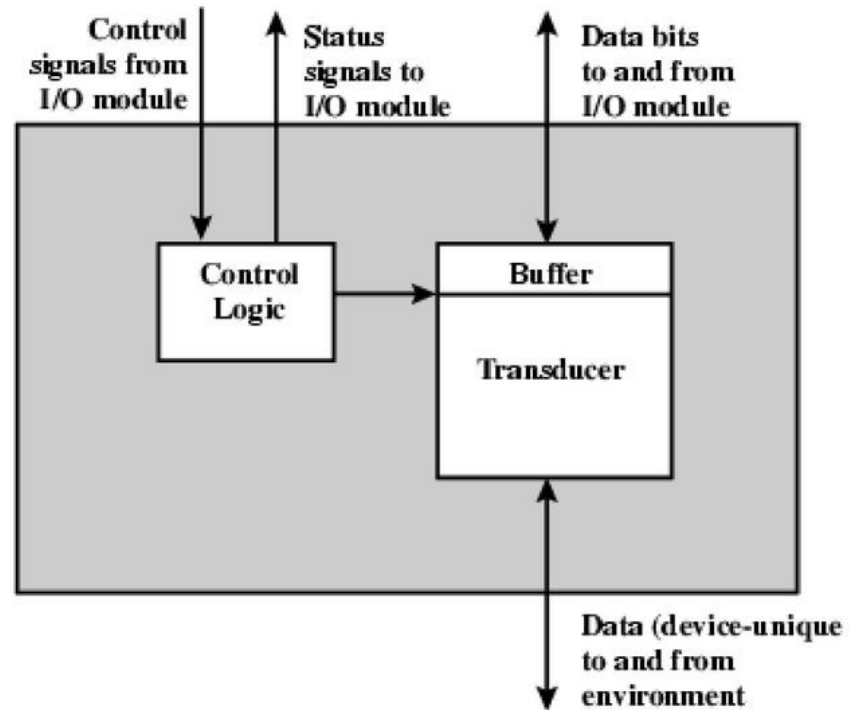 Control
signals from
I/O module
Status
signals to
I/O module
Data bits
to and from
I/O module
Control
Logic
Buffer
Transducer
Data (device-unique
to and from
environment